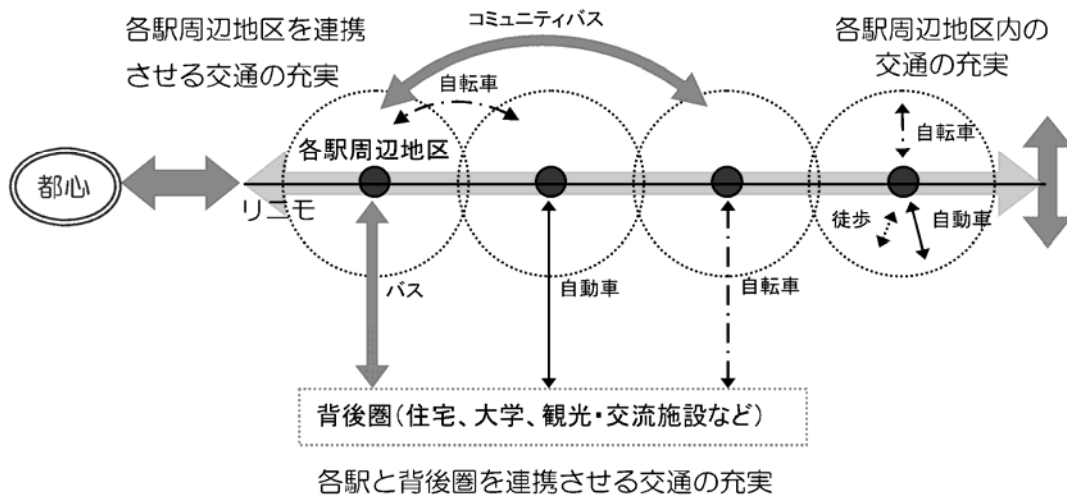 コミュニティバス
各駅周辺地区を連携
させる交通の充実
各駅周辺地区内の
交通の充実
自転車
各駅周辺地区
自転車
都心
リニモ
徒歩
自動車
バス
自動車
自転車
背後圏(住宅、大学、観光・交流施設など)
各駅と背後圏を連携させる交通の充実